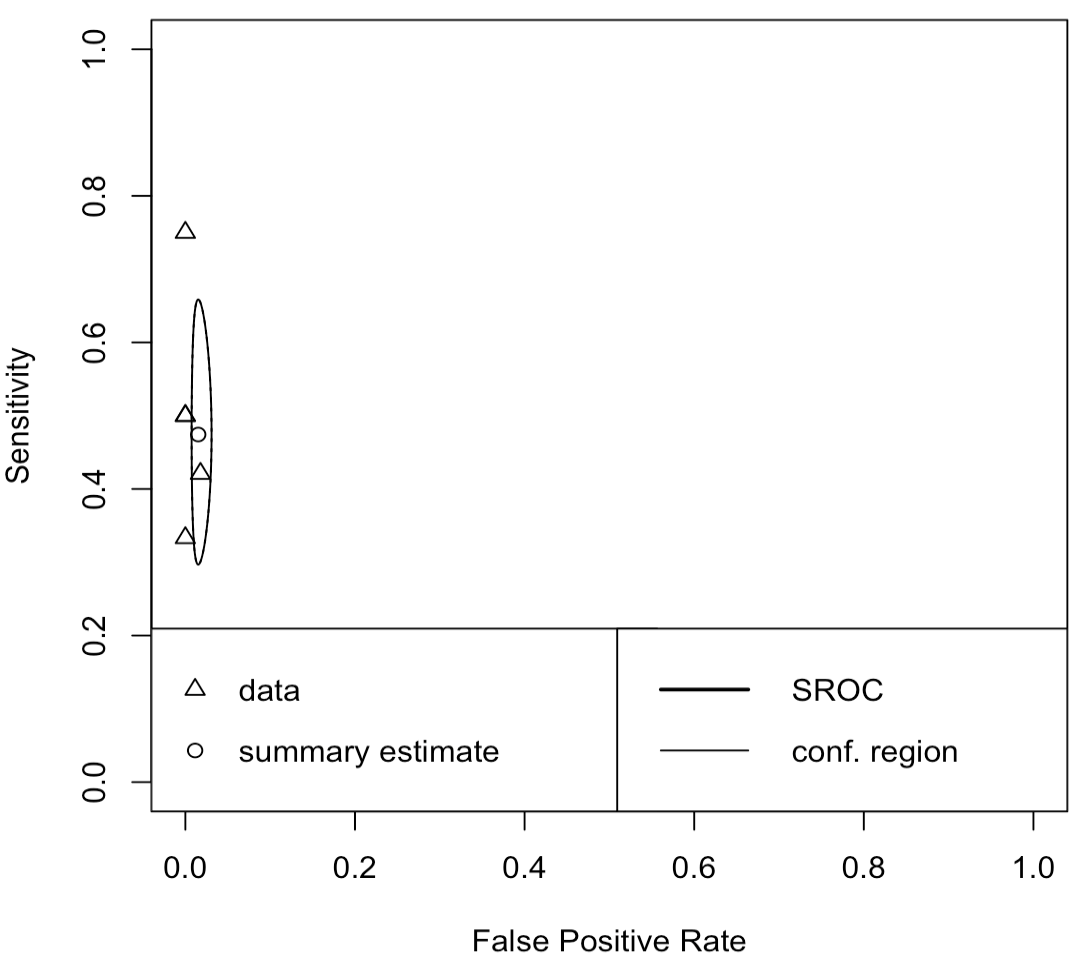 1.0
0.8
0.6
0.4
0.2
0.0
Sensitivity
data
summary estimate
SROC
conf. region
0.0 0.2 0.4 0.6 0.8 1.0
False Positive Rate